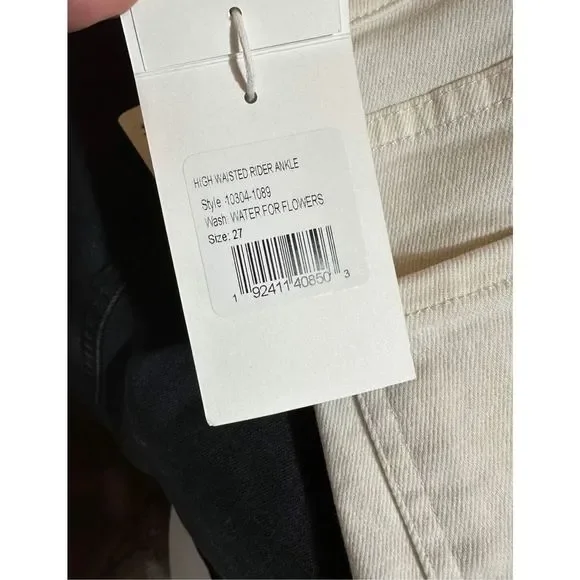 HIGH WAISTED RIDER ANKLE
Style: 10304-1089
Wash: WATER FOR FLOWERS
Size: 27
1 92411 40850 3